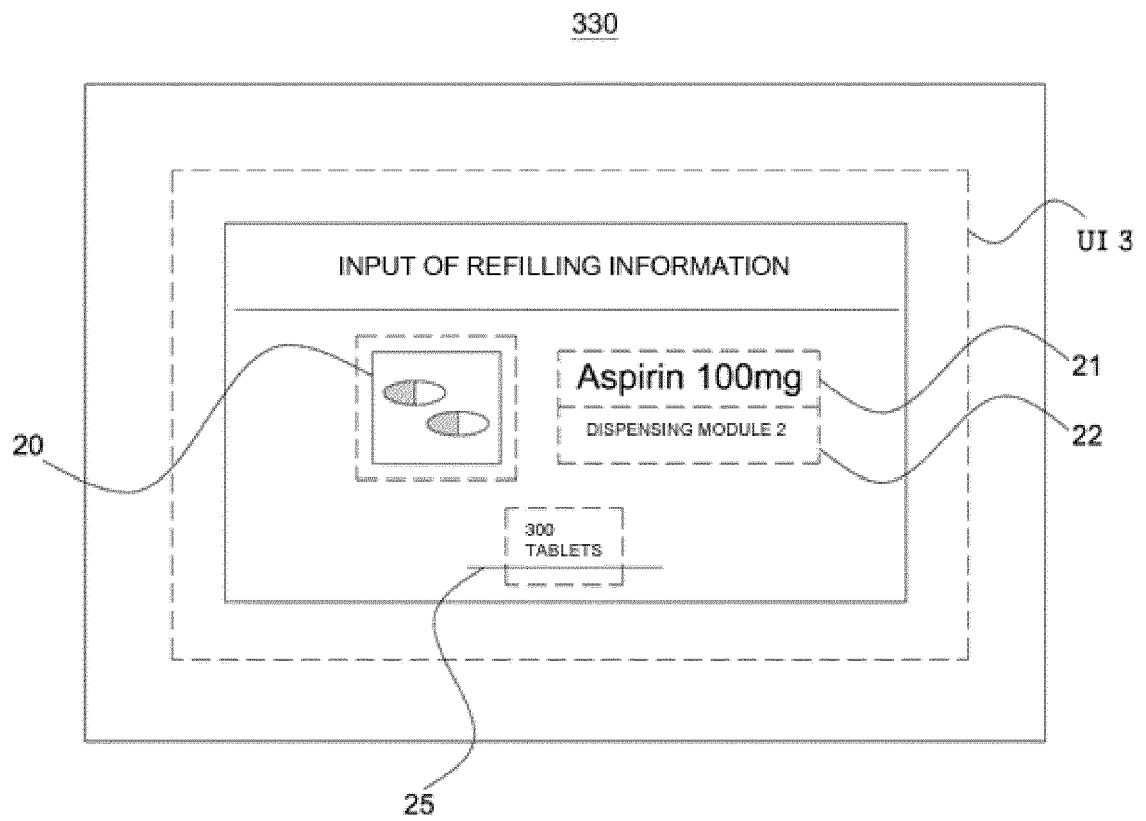 330
UI 3
INPUT OF REFILLING INFORMATION
Aspirin 100mg
21
DISPENSING MODULE 2
22
20
300
TABLETS
25